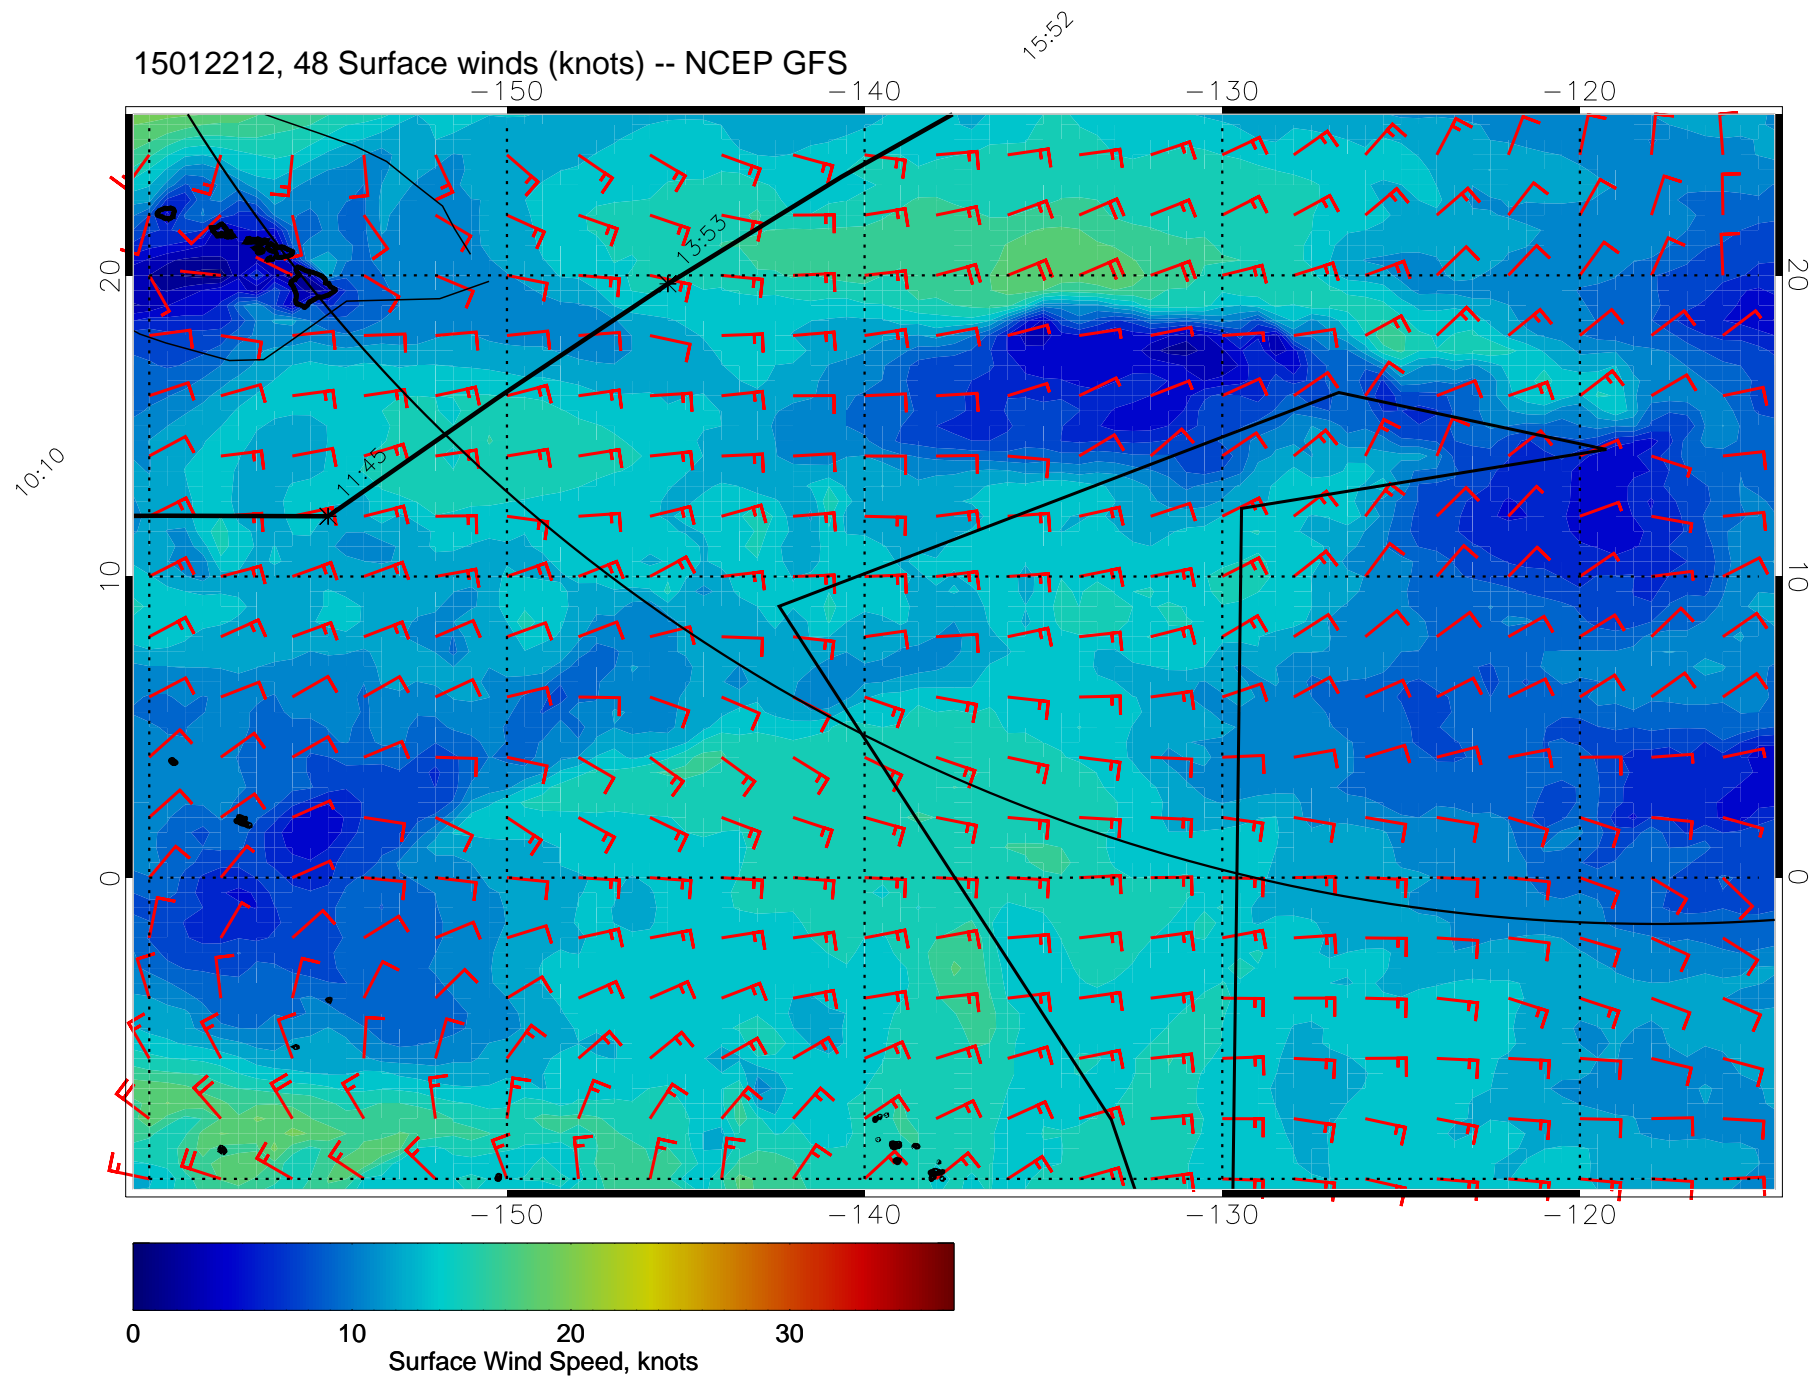 15:52
15012212, 48 Surface winds (knots) -- NCEP GFS
−150 −140 −130 −120
13:53
20 20
10:10
11:45
10 10
0 0
−150 −140 −130 −120
0 10 20 30
Surface Wind Speed, knots